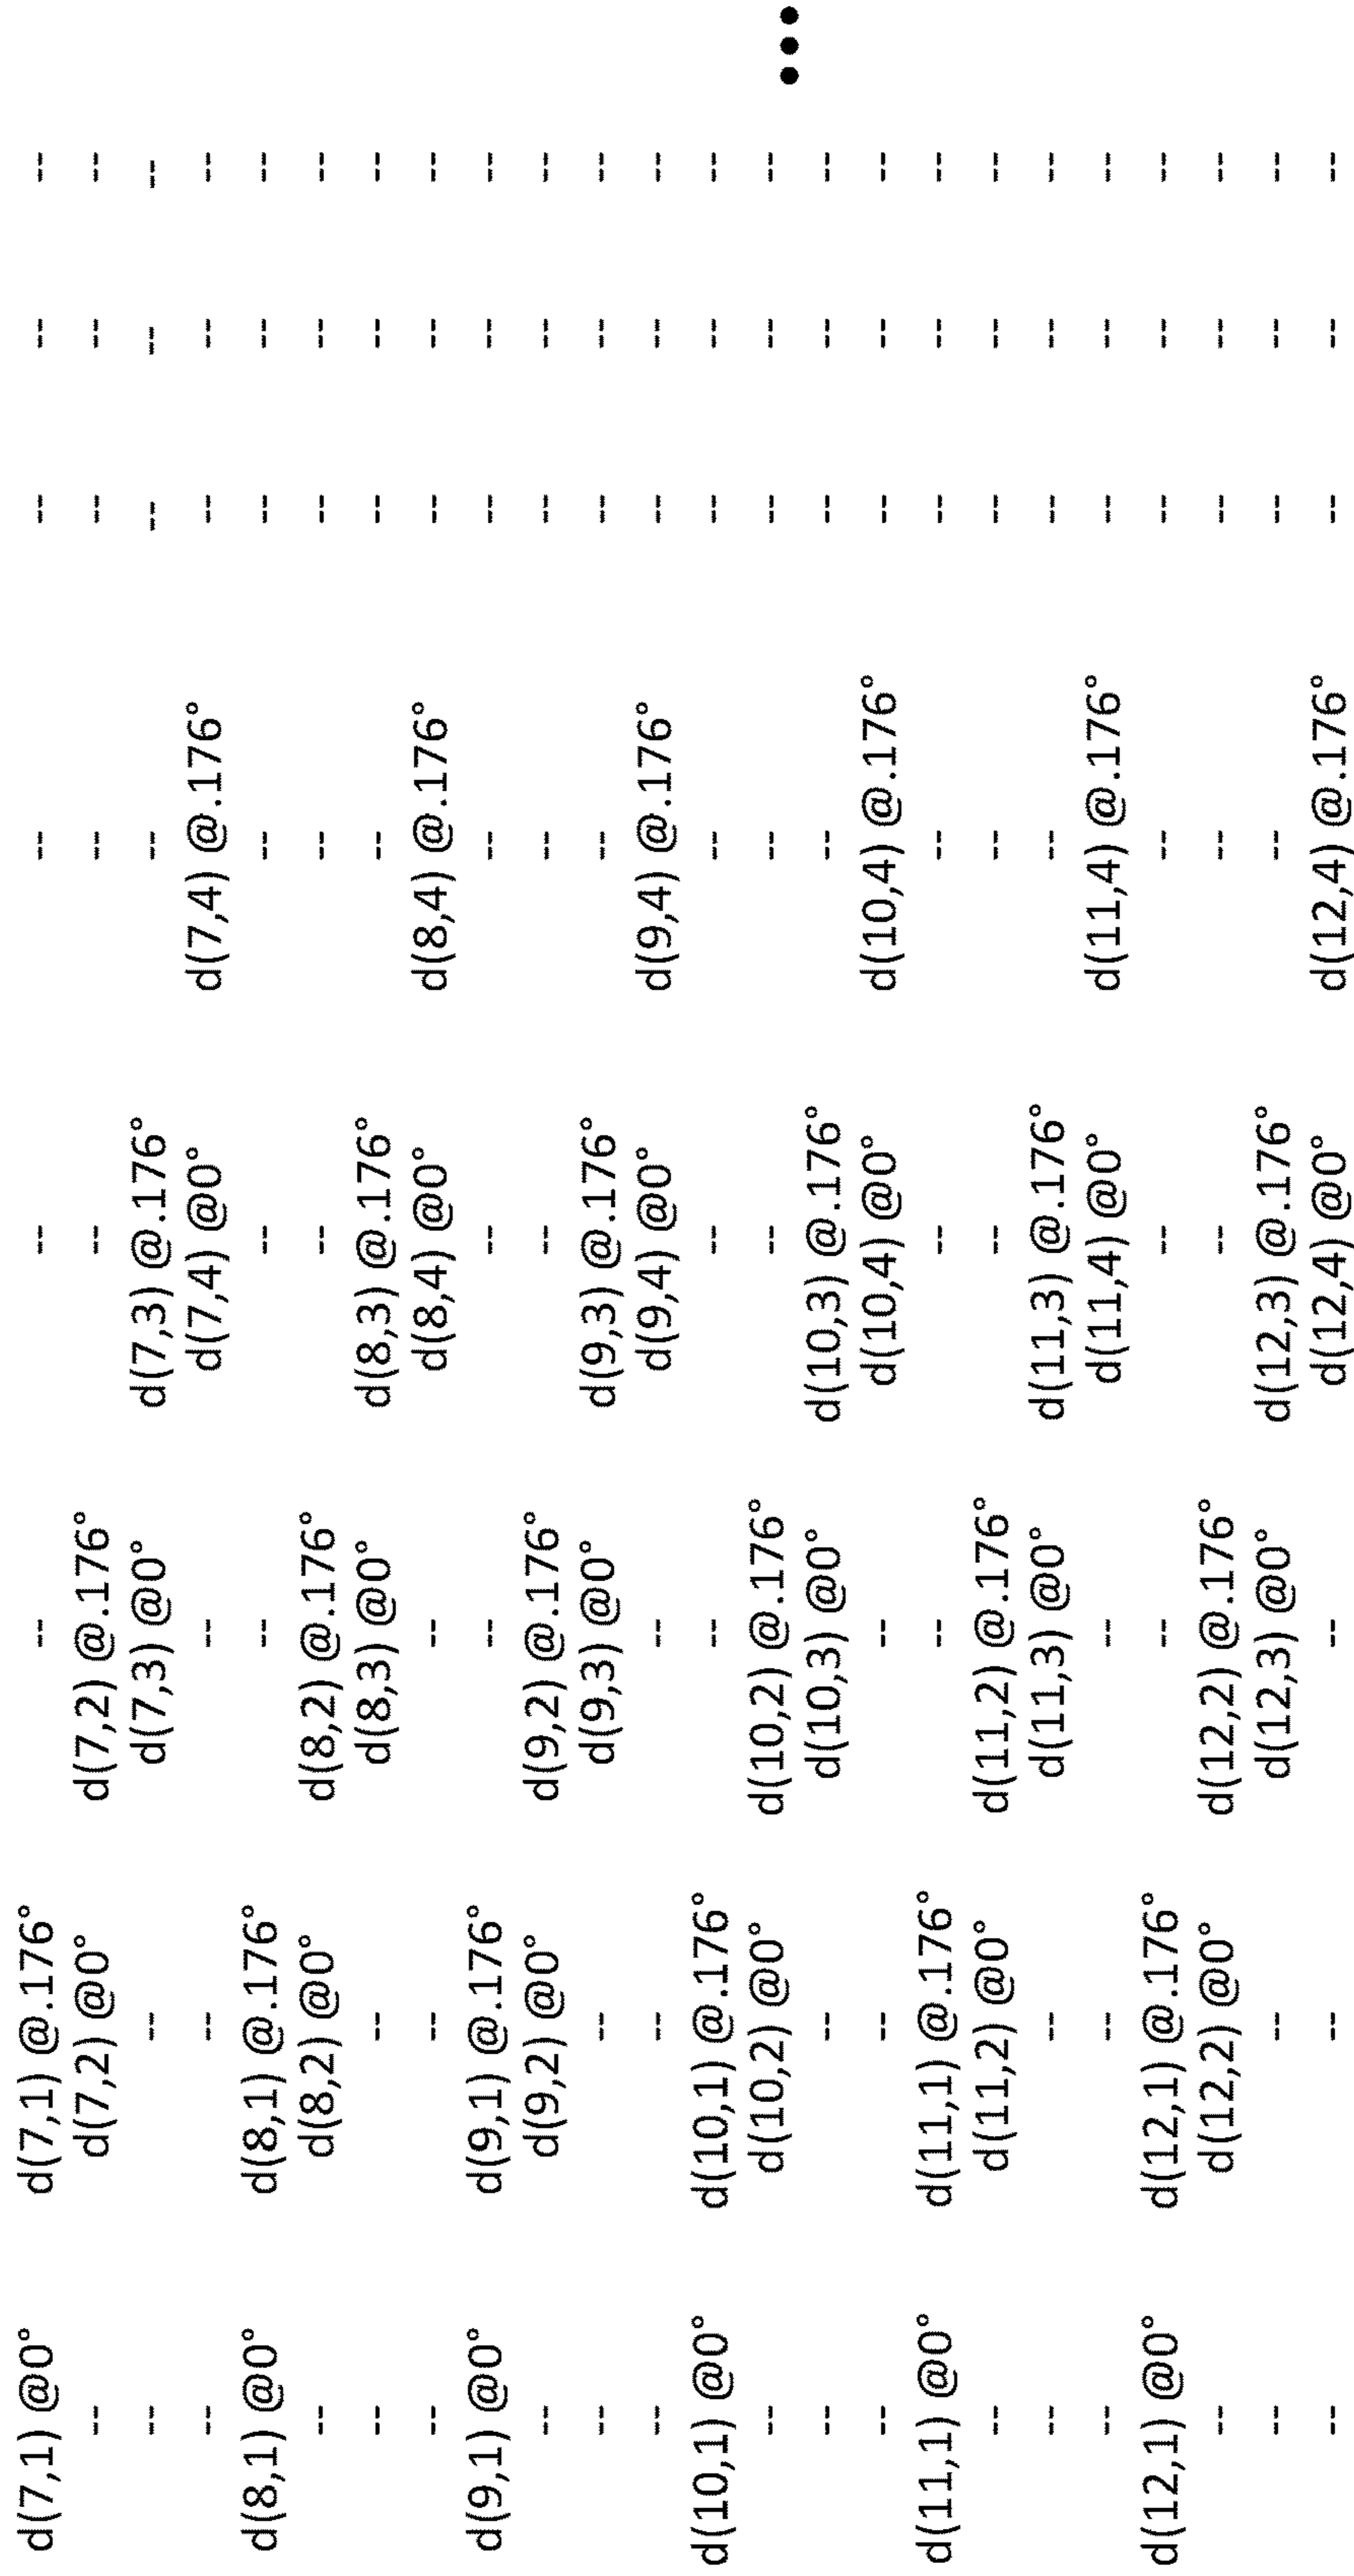 d(7,1) @0° d(7,1) @.176° -- -- -- -- -- --
-- d(7,2) @0° d(7,2) @.176° -- -- -- -- --
-- -- d(7,3) @0° d(7,3) @.176° -- -- -- --
-- -- -- d(7,4) @0° d(7,4) @.176° -- -- --
d(8,1) @0° d(8,1) @.176° -- -- -- -- -- --
-- d(8,2) @0° d(8,2) @.176° -- -- -- -- --
-- -- d(8,3) @0° d(8,3) @.176° -- -- -- --
-- -- -- d(8,4) @0° d(8,4) @.176° -- -- --
d(9,1) @0° d(9,1) @.176° -- -- -- -- -- --
-- d(9,2) @0° d(9,2) @.176° -- -- -- -- --
-- -- d(9,3) @0° d(9,3) @.176° -- -- -- --
-- -- -- d(9,4) @0° d(9,4) @.176° -- -- --
d(10,1) @0° d(10,1) @.176° -- -- -- -- -- --
-- d(10,2) @0° d(10,2) @.176° -- -- -- -- -- •••
-- -- d(10,3) @0° d(10,3) @.176° -- -- -- --
-- -- -- d(10,4) @0° d(10,4) @.176° -- -- --
d(11,1) @0° d(11,1) @.176° -- -- -- -- -- --
-- d(11,2) @0° d(11,2) @.176° -- -- -- -- --
-- -- d(11,3) @0° d(11,3) @.176° -- -- -- --
-- -- -- d(11,4) @0° d(11,4) @.176° -- -- --
d(12,1) @0° d(12,1) @.176° -- -- -- -- -- --
-- d(12,2) @0° d(12,2) @.176° -- -- -- -- --
-- -- d(12,3) @0° d(12,3) @.176° -- -- -- --
-- -- -- d(12,4) @0° d(12,4) @.176° -- -- --